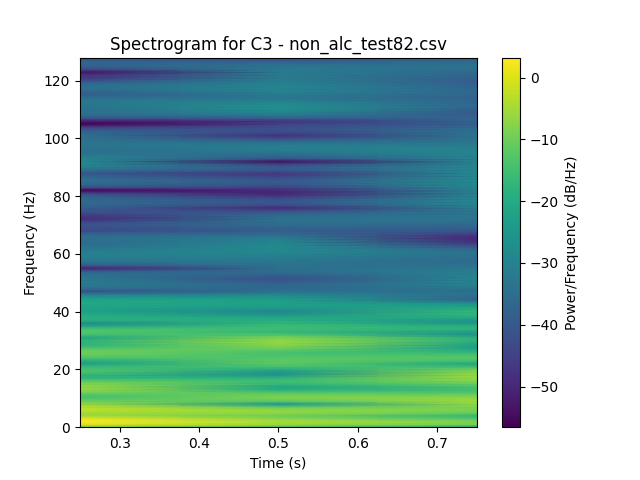 Spectrogram for C3 - non_alc_test82.csv
Frequency (Hz)
120
100
80
60
40
20
0
0.3 0.4 0.5 0.6 0.7
Time (s)
0
−10
−20
−30
−40
−50
Power/Frequency (dB/Hz)